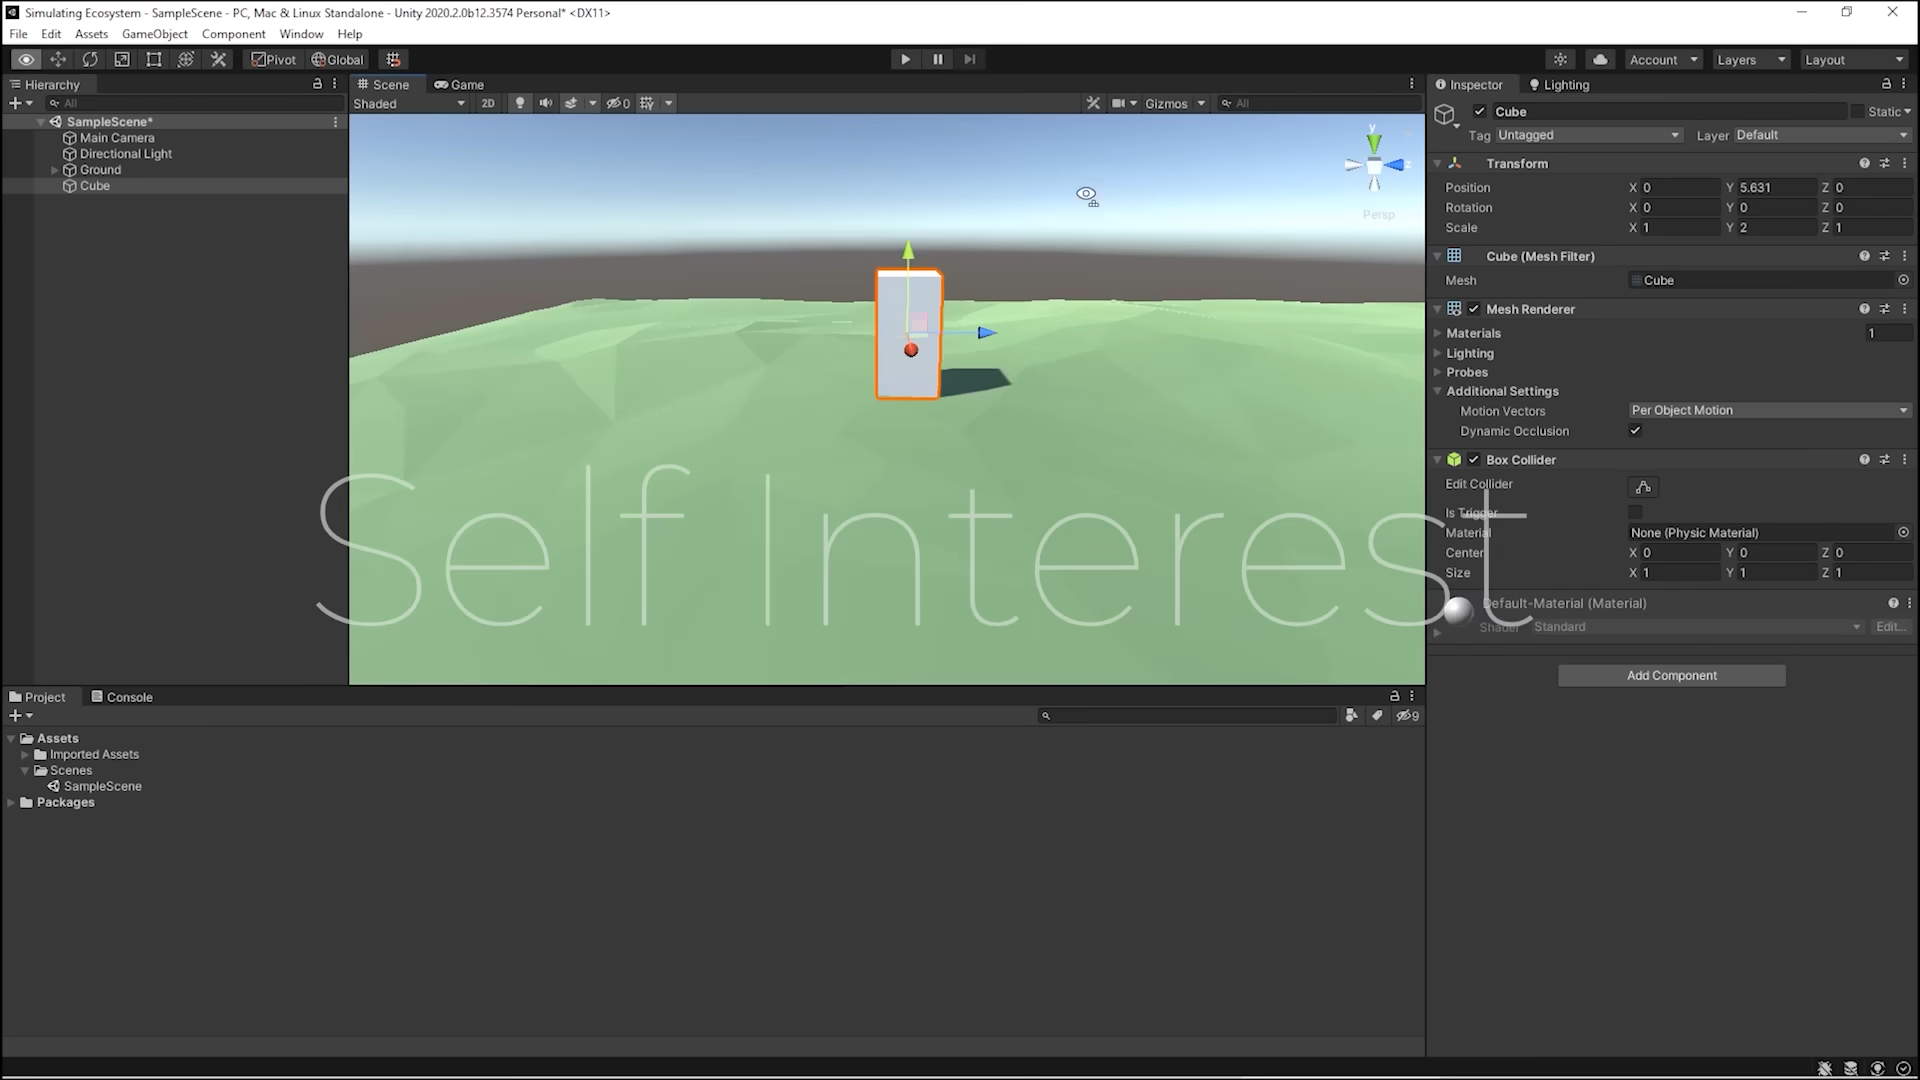 Simulating Ecosystem - SampleScene - PC, Mac & Linux Standalone - Unity 2020.2.0b12.3574 Personal* <DX11>
File Edit Assets GameObject Component Window Help
Pivot Global Account Layers Layout
Hierarchy
All
SampleScene*
Main Camera
Directional Light
Ground
Cube
Scene Game
Shaded 2D 0 Gizmos All
y
z
Persp
Self Interest
Inspector Lighting
Cube Static
Tag Untagged Layer Default
Transform
Position X 0 Y 5.631 Z 0
Rotation X 0 Y 0 Z 0
Scale X 1 Y 2 Z 1
Cube (Mesh Filter)
Mesh Cube
Mesh Renderer
Materials 1
Lighting
Probes
Additional Settings
Motion Vectors Per Object Motion
Dynamic Occlusion
Box Collider
Edit Collider
Is Trigger
Material None (Physic Material)
Center X 0 Y 0 Z 0
Size X 1 Y 1 Z 1
Default-Material (Material)
Shader Standard Edit...
Add Component
Project Console
9
Assets
Imported Assets
Scenes
SampleScene
Packages